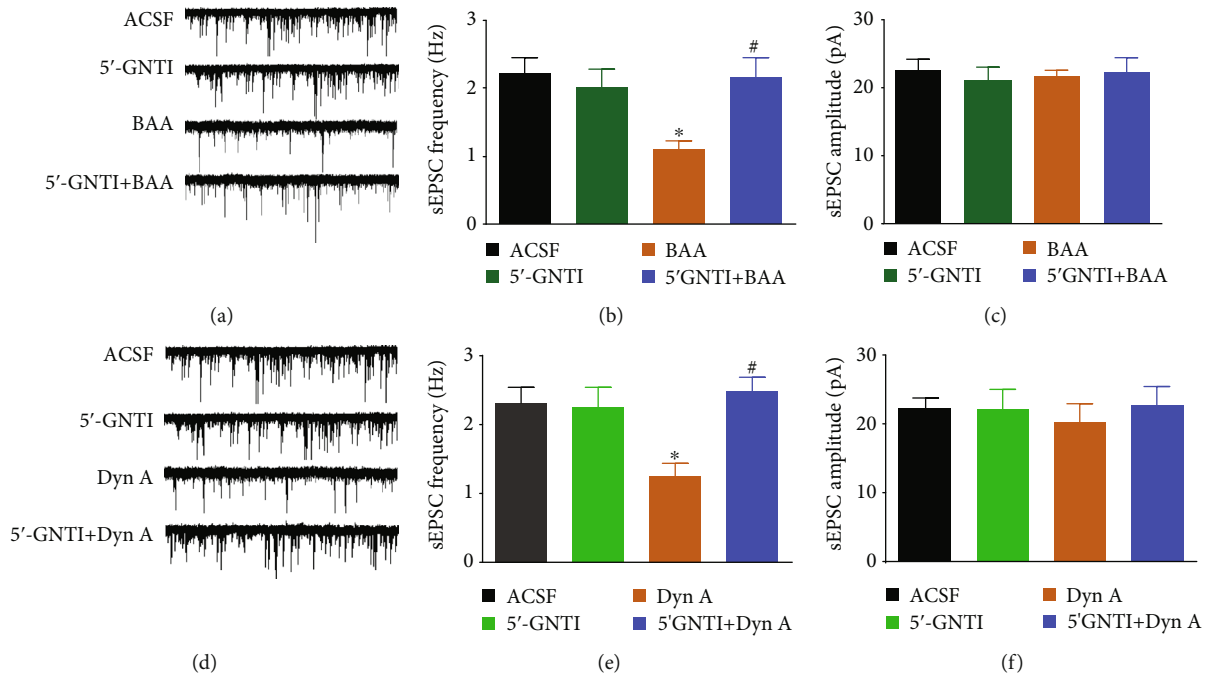 ACSF
5′-GNTI
BAA
5′-GNTI+BAA
(a)
sEPSC frequency (Hz)
3
2
1
0
*
#
ACSF
BAA
5′-GNTI
5′GNTI+BAA
(b)
sEPSC amplitude (pA)
30
20
10
0
ACSF
BAA
5′-GNTI
5′GNTI+BAA
(c)
ACSF
5′-GNTI
Dyn A
5′-GNTI+Dyn A
(d)
sEPSC frequency (Hz)
3
2
1
0
*
#
ACSF
Dyn A
5′-GNTI
5'GNTI+Dyn A
(e)
sEPSC amplitude (pA)
30
20
10
0
ACSF
Dyn A
5′-GNTI
5'GNTI+Dyn A
(f)